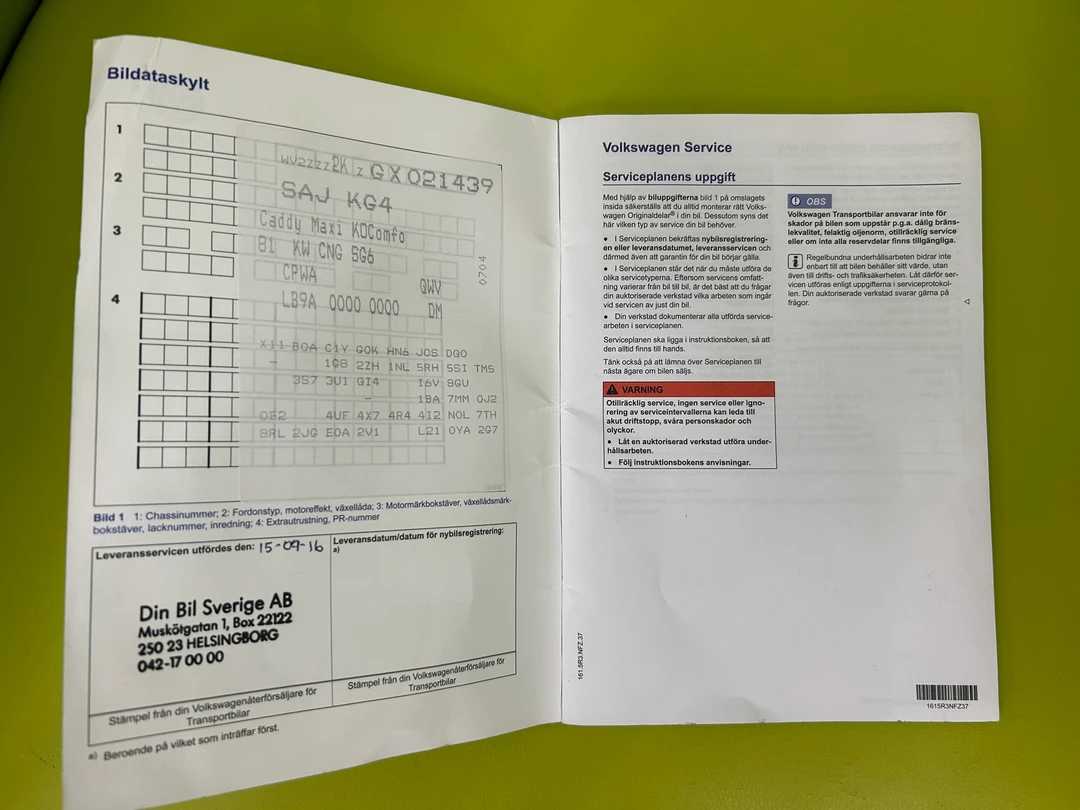 Bildataskylt
1
WV2ZZZ2K z GX021439
2
SAJ KG4
Caddy Maxi KOComfo
3
81 KW CNG SG6
CPWA QWV
0704
4
LB9A 0000 0000 DM
X11 BOA C1Y GOK HN6 JOS DGO
- 1G8 2ZH 1NL 5RH 5SI TM5
3S7 3U1 GI4 I6V 8GU
- 1BA 7MM 0J2
0E2 4UF 4X7 4R4 4I2 NOL 7TH
8RL 2JG EOA 2V1 L21 OYA 2G7
Bild 1 1: Chassinummer; 2: Fordonstyp, motoreffekt, växellåda; 3: Motormärkbokstäver, växellådsmärk-
bokstäver, lacknummer, inredning; 4: Extrautrustning, PR-nummer
Leveransservicen utfördes den: 15-09-16
Din Bil Sverige AB
Muskötgatan 1, Box 22122
250 23 HELSINGBORG
042-17 00 00
Stämpel från din Volkswagenåterförsäljare för
Transportbilar
Leveransdatum/datum för nybilsregistrering:
a)
Stämpel från din Volkswagenåterförsäljare för
Transportbilar
a) Beroende på vilket som inträffar först.
Volkswagen Service
Serviceplanens uppgift
Med hjälp av biluppgifterna bild 1 på omslagets
insida säkerställs att du alltid monterar rätt Volks-
wagen Originaldelar® i din bil. Dessutom syns det
här vilken typ av service din bil behöver.
● I Serviceplanen bekräftas nybilsregistrering-
en eller leveransdatumet, leveransservicen och
därmed även att garantin för din bil börjar gälla.
● I Serviceplanen står det när du måste utföra de
olika servicetyperna. Eftersom servicens omfatt-
ning varierar från bil till bil, är det bäst att du frågar
din auktoriserade verkstad vilka arbeten som ingår
vid servicen av just din bil.
● Din verkstad dokumenterar alla utförda service-
arbeten i serviceplanen.
Serviceplanen ska ligga i instruktionsboken, så att
den alltid finns till hands.
Tänk också på att lämna över Serviceplanen till
nästa ägare om bilen säljs.
VARNING
Otillräcklig service, ingen service eller igno-
rering av serviceintervallerna kan leda till
akut driftstopp, svåra personskador och
olyckor.
● Låt en auktoriserad verkstad utföra under-
hållsarbeten.
● Följ instruktionsbokens anvisningar.
OBS
Volkswagen Transportbilar ansvarar inte för
skador på bilen som uppstår p.g.a. dålig bräns-
lekvalitet, felaktig oljenorm, otillräcklig service
eller om inte alla reservdelar finns tillgängliga.
Regelbundna underhållsarbeten bidrar inte
enbart till att bilen behåller sitt värde, utan
även till drifts- och trafiksäkerheten. Låt därför ser-
vicen utföras enligt uppgifterna i serviceprotokol-
len. Din auktoriserade verkstad svarar gärna på
frågor.
161.5R3.NFZ.37
1615R3NFZ37